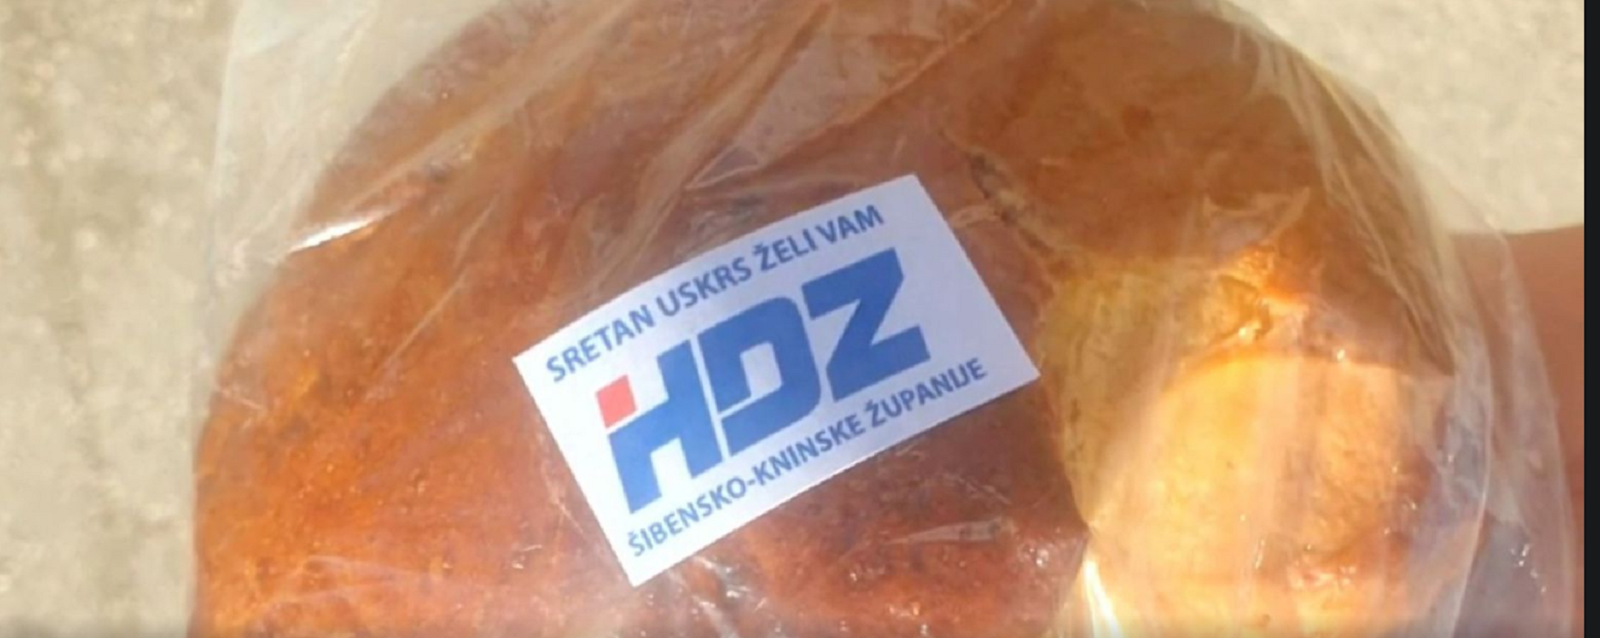 SRETAN USKRS ŽELI VAM
HDZ
ŠIBENSKO-KNINSKE ŽUPANIJE